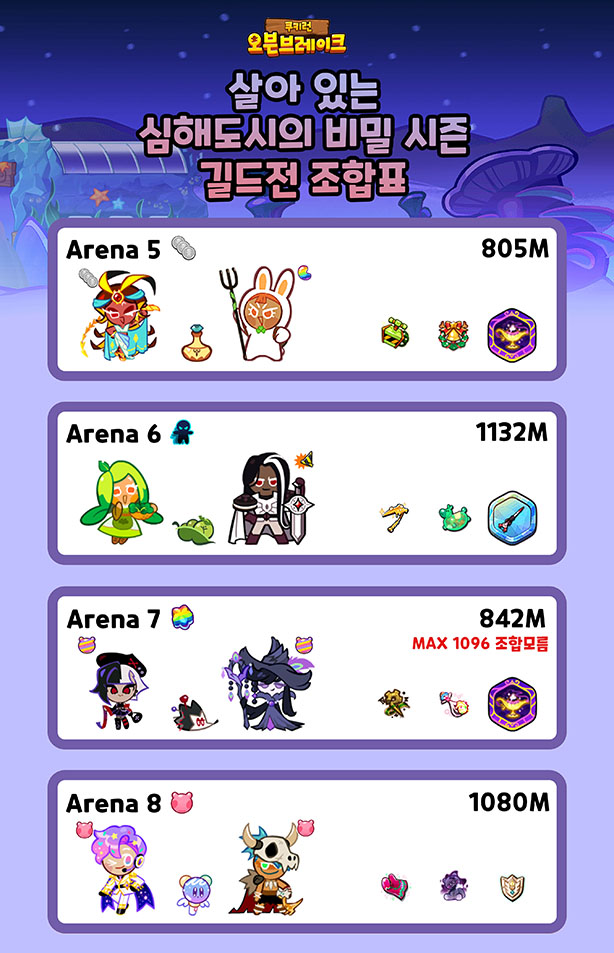 쿠키런
오븐브레이크
살아 있는
심해도시의 비밀 시즌
길드전 조합표
Arena 5
805M
Arena 6
1132M
Arena 7
842M
MAX 1096 조합모름
Arena 8
1080M